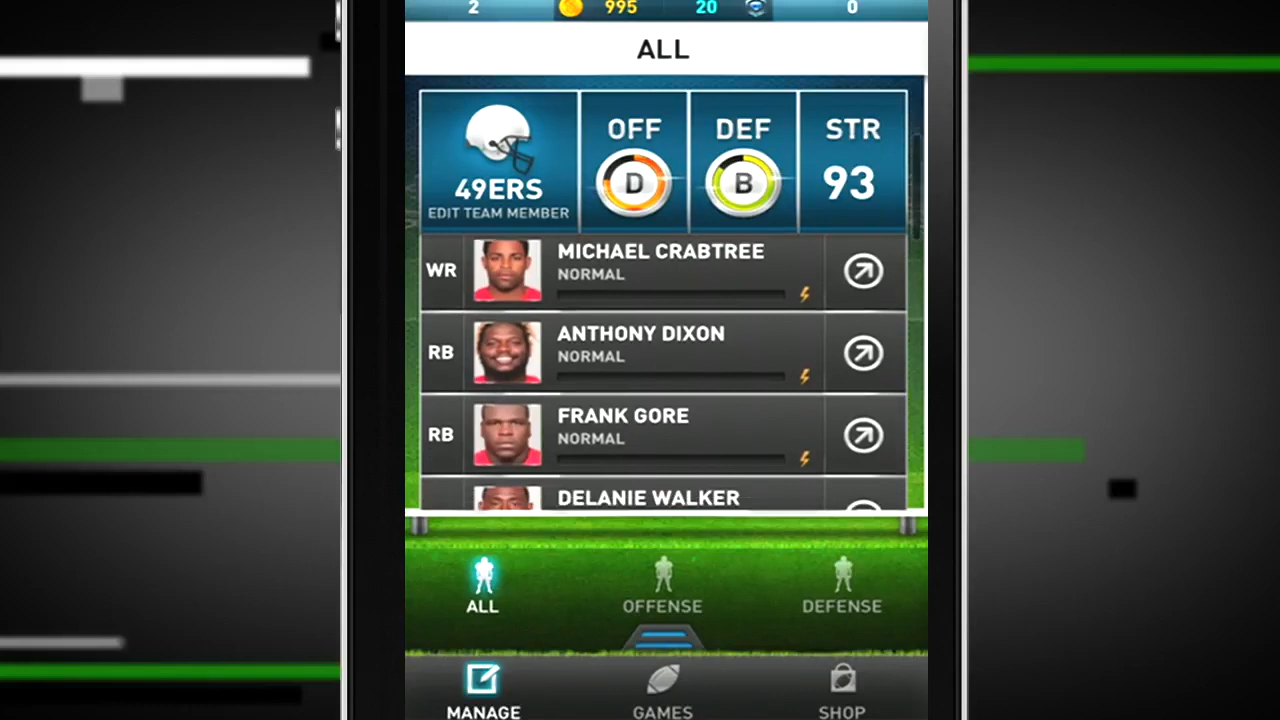 2 995 20 0
ALL
49ERS
EDIT TEAM MEMBER
OFF
D
DEF
B
STR
93
WR
MICHAEL CRABTREE
NORMAL
RB
ANTHONY DIXON
NORMAL
RB
FRANK GORE
NORMAL
DELANIE WALKER
ALL OFFENSE DEFENSE
MANAGE GAMES SHOP